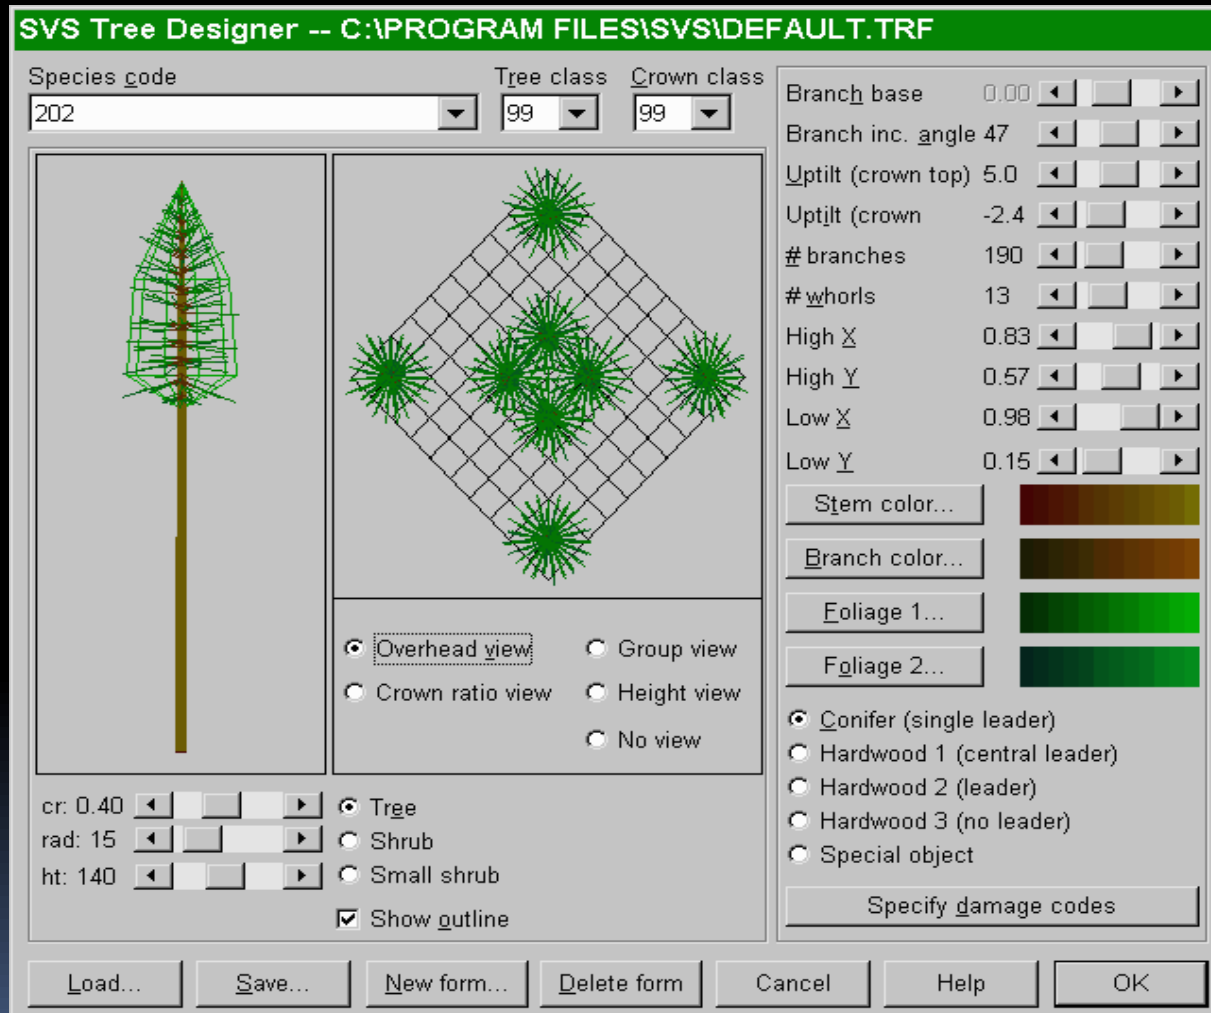 SVS Tree Designer -- C:\PROGRAM FILES\SVS\DEFAULT.TRF
Species code
Tree class
Crown class
202
99
99
Branch base 0.00
Branch inc. angle 47
Uptilt (crown top) 5.0
Uptilt (crown -2.4
# branches 190
# whorls 13
High X 0.83
High Y 0.57
Low X 0.98
Low Y 0.15
Stem color...
Branch color...
Foliage 1...
Foliage 2...
Overhead view
Group view
Crown ratio view
Height view
No view
Conifer (single leader)
Hardwood 1 (central leader)
Hardwood 2 (leader)
Hardwood 3 (no leader)
Special object
cr: 0.40
rad: 15
ht: 140
Tree
Shrub
Small shrub
Show outline
Specify damage codes
Load...
Save...
New form...
Delete form
Cancel
Help
OK